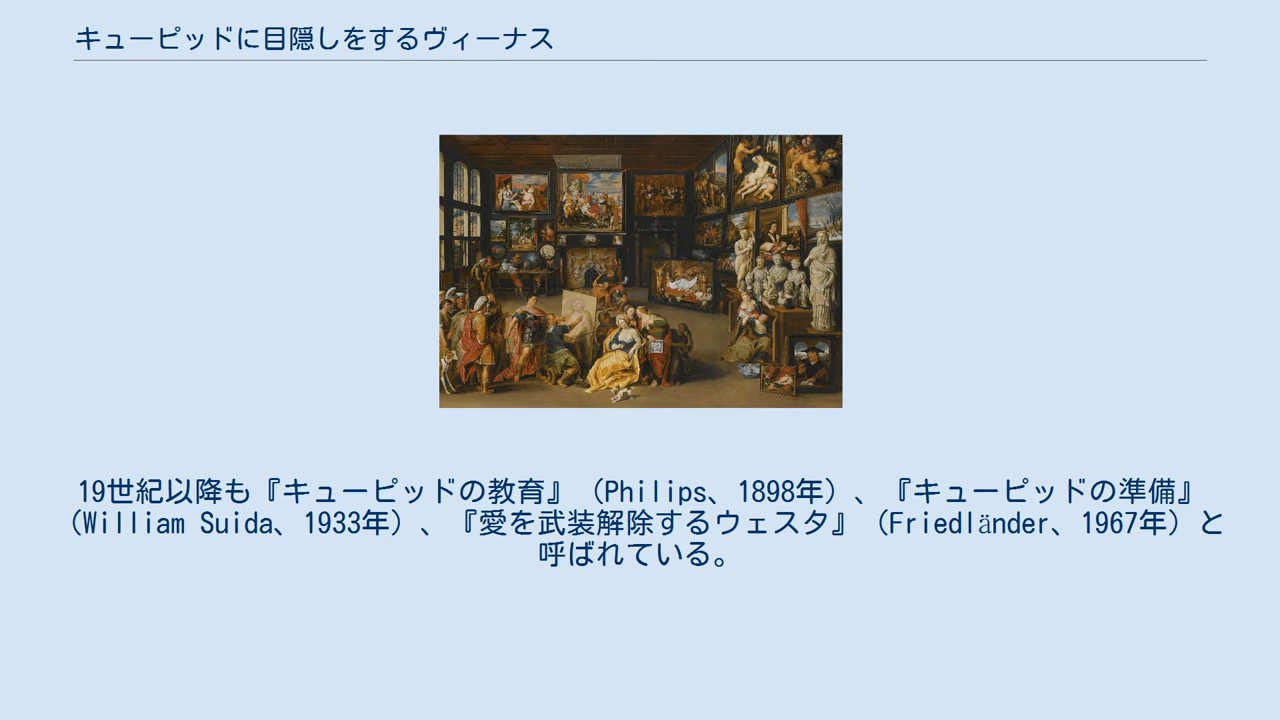 キューピッドに目隠しをするヴィーナス
19世紀以降も『キューピッドの教育』（Philips、1898年）、『キューピッドの準備』
（William Suida、1933年）、『愛を武装解除するウェスタ』（Friedländer、1967年）と
呼ばれている。